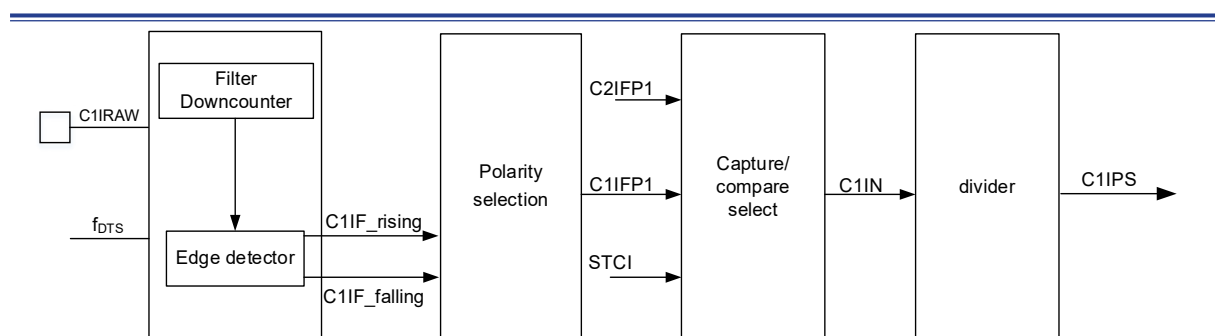 Filter
Downcounter
C1IRAW
fDTS
Edge detector
C1IF_rising
C1IF_falling
Polarity
selection
C2IFP1
C1IFP1
STCI
Capture/
compare
select
C1IN
divider
C1IPS